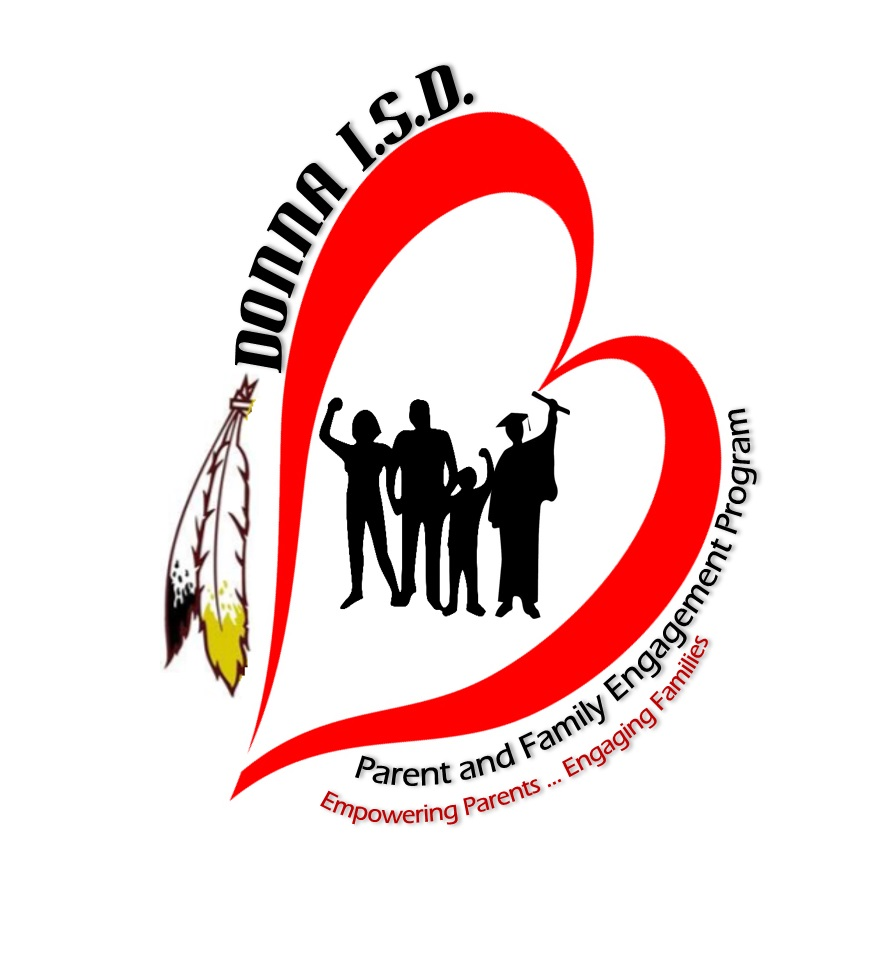 DONNA I.S.D.
Parent and Family Engagement Program
Empowering Parents ... Engaging Families